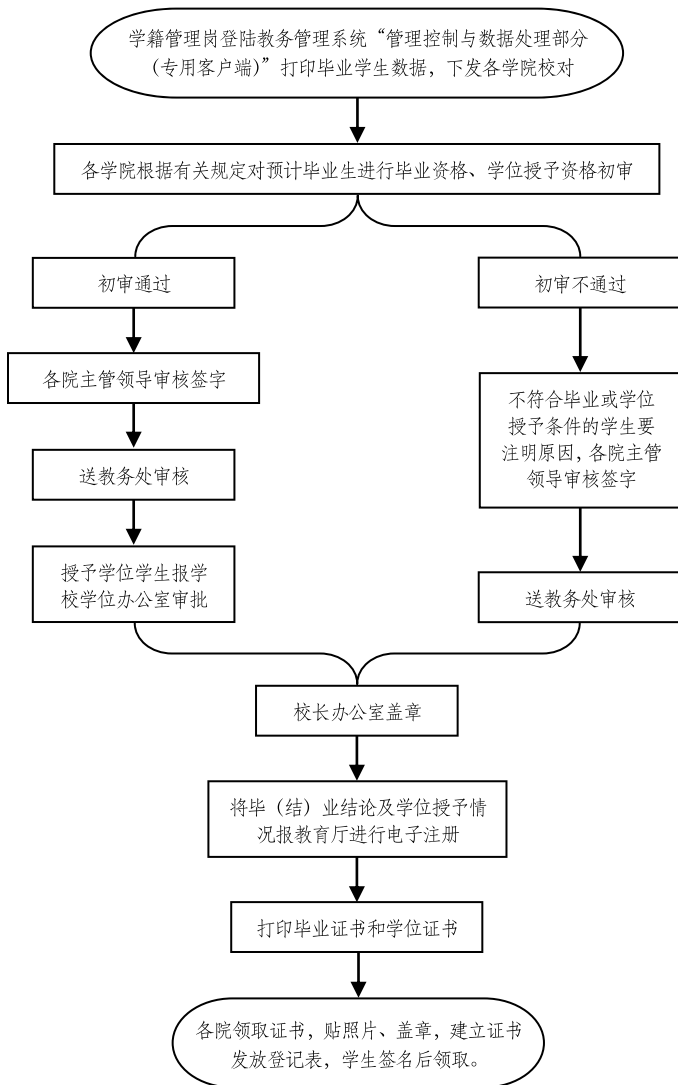 学籍管理岗登陆教务管理系统“管理控制与数据处理部分
（专用客户端）”打印毕业学生数据，下发各学院校对
各学院根据有关规定对预计毕业生进行毕业资格、学位授予资格初审
初审通过
各院主管领导审核签字
送教务处审核
授予学位学生报学
校学位办公室审批
初审不通过
不符合毕业或学位
授予条件的学生要
注明原因，各院主管
领导审核签字
送教务处审核
校长办公室盖章
将毕（结）业结论及学位授予情
况报教育厅进行电子注册
打印毕业证书和学位证书
各院领取证书，贴照片、盖章，建立证书
发放登记表，学生签名后领取。